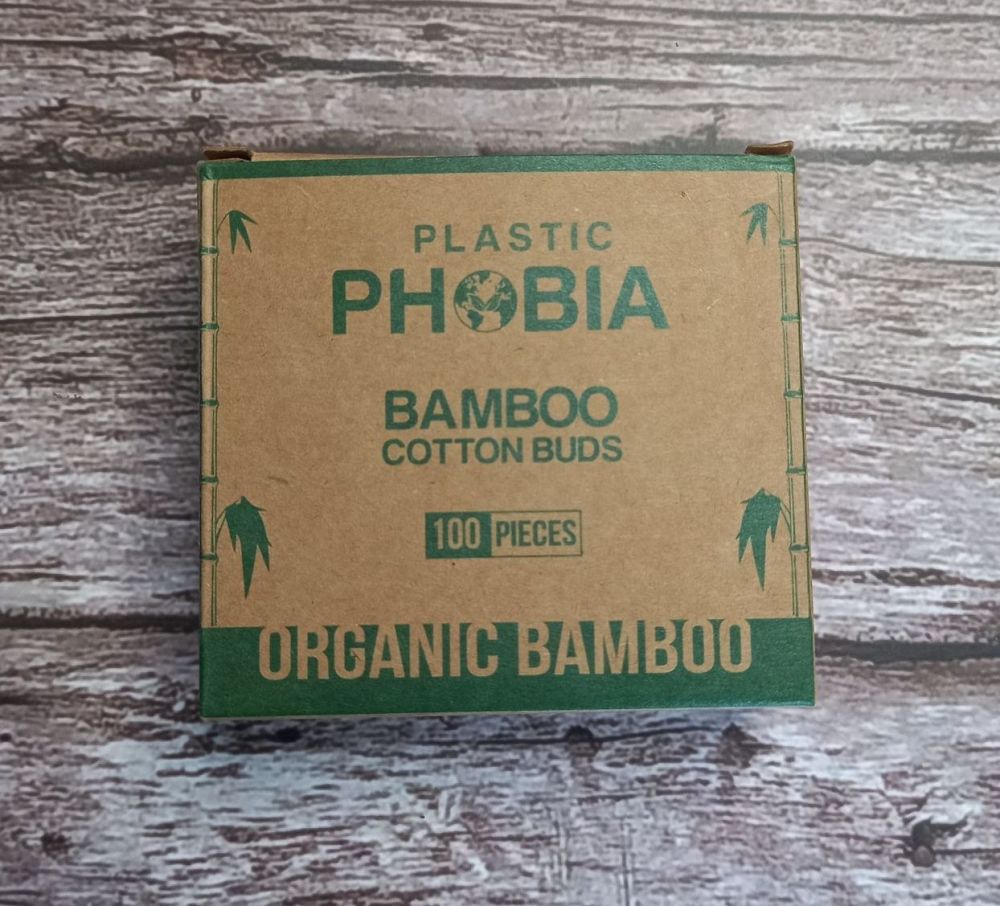 PLASTIC
PHOBIA
BAMBOO
COTTON BUDS
100 PIECES
ORGANIC BAMBOO